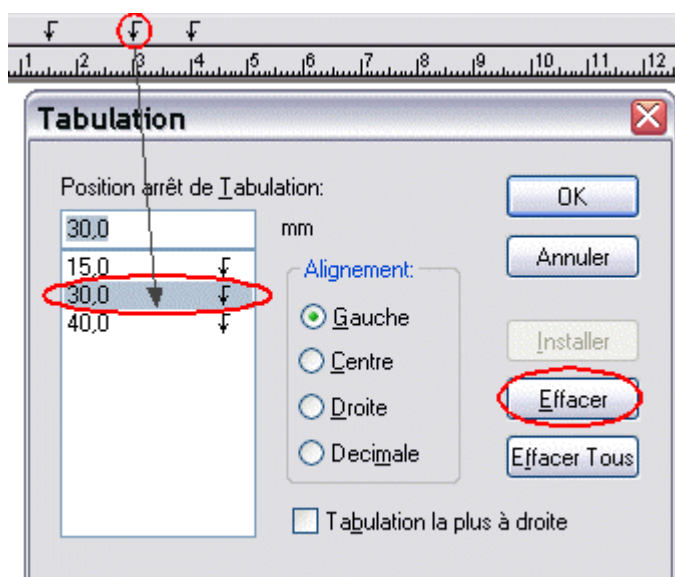 1 2 3 4 5 6 7 8 9 10 11 12
Tabulation
Position arrêt de Tabulation:
30,0 mm
15,0
30,0
40,0
Alignement:
Gauche
Centre
Droite
Decimale
Tabulation la plus à droite
OK
Annuler
Installer
Effacer
Effacer Tous